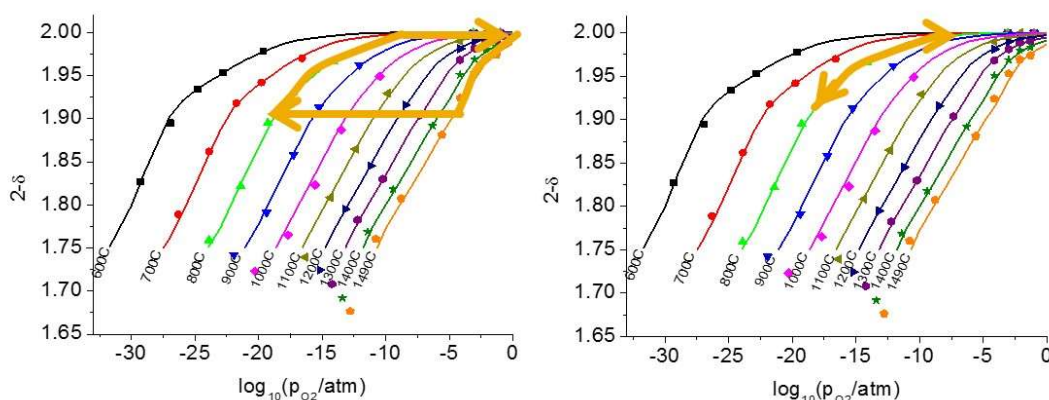 2.00
1.95
1.90
1.85
1.80
1.75
1.70
1.65
2-δ
600C
700C
800C
900C
1000C
1100C
1200C
1300C
1400C
1490C
-30
-25
-20
-15
-10
-5
0
log10(pO2/atm)
2.00
1.95
1.90
1.85
1.80
1.75
1.70
1.65
2-δ
600C
700C
800C
900C
1000C
1100C
1200C
1300C
1400C
1490C
-30
-25
-20
-15
-10
-5
0
log10(pO2/atm)